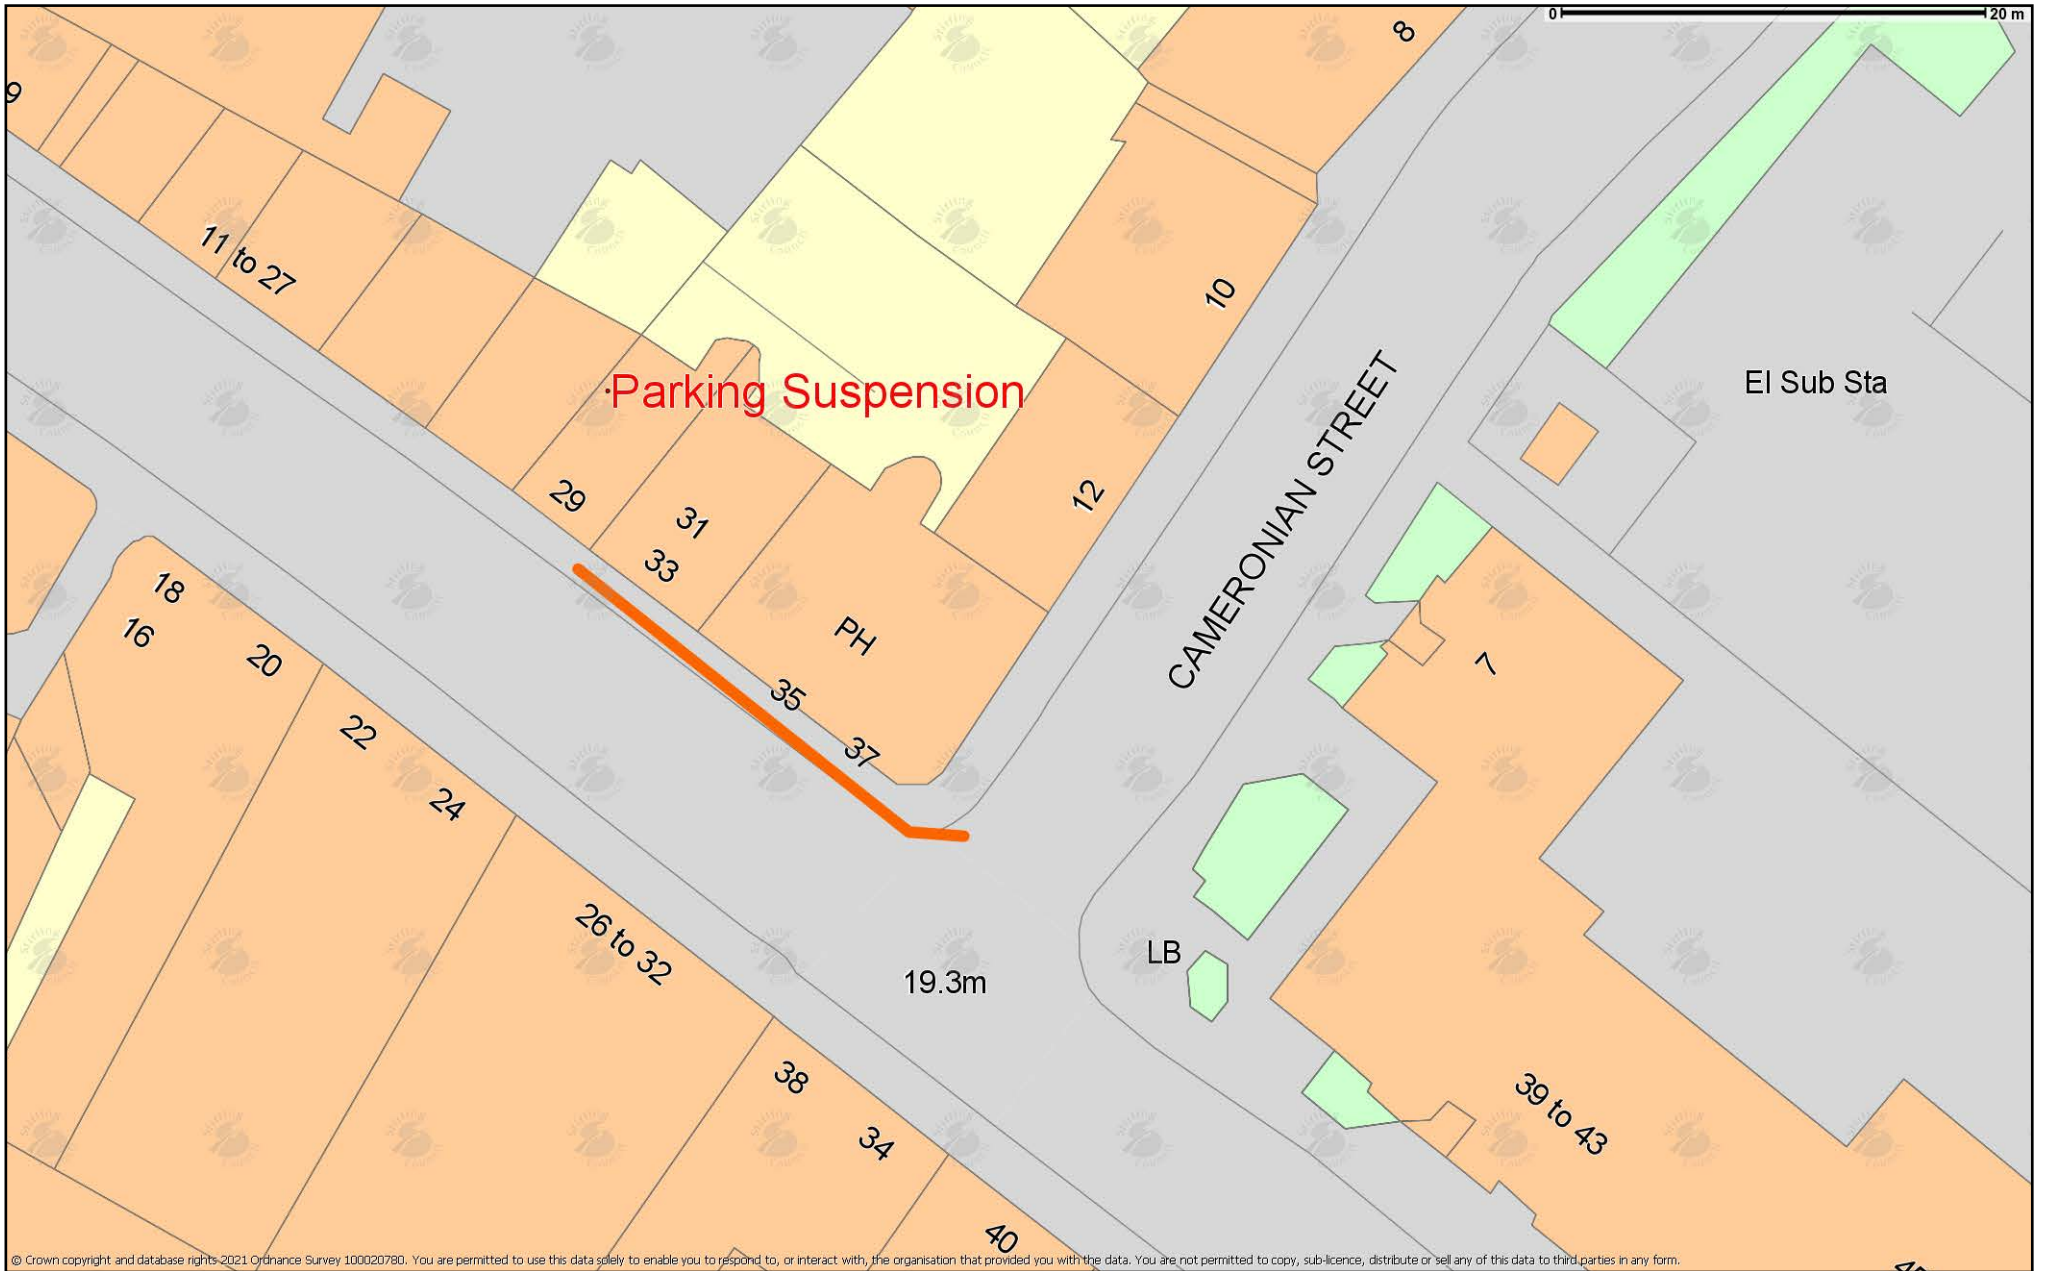 0 20 m
8
9
11 to 27
10
El Sub Sta
Parking Suspension
CAMERONIAN STREET
29
12
31
33
18
16
PH
20
7
35
22
37
24
26 to 32
LB
19.3m
38
39 to 43
34
40
© Crown copyright and database rights 2021 Ordnance Survey 100020780. You are permitted to use this data solely to enable you to respond to, or interact with, the organisation that provided you with the data. You are not permitted to copy, sub-licence, distribute or sell any of this data to third parties in any form.